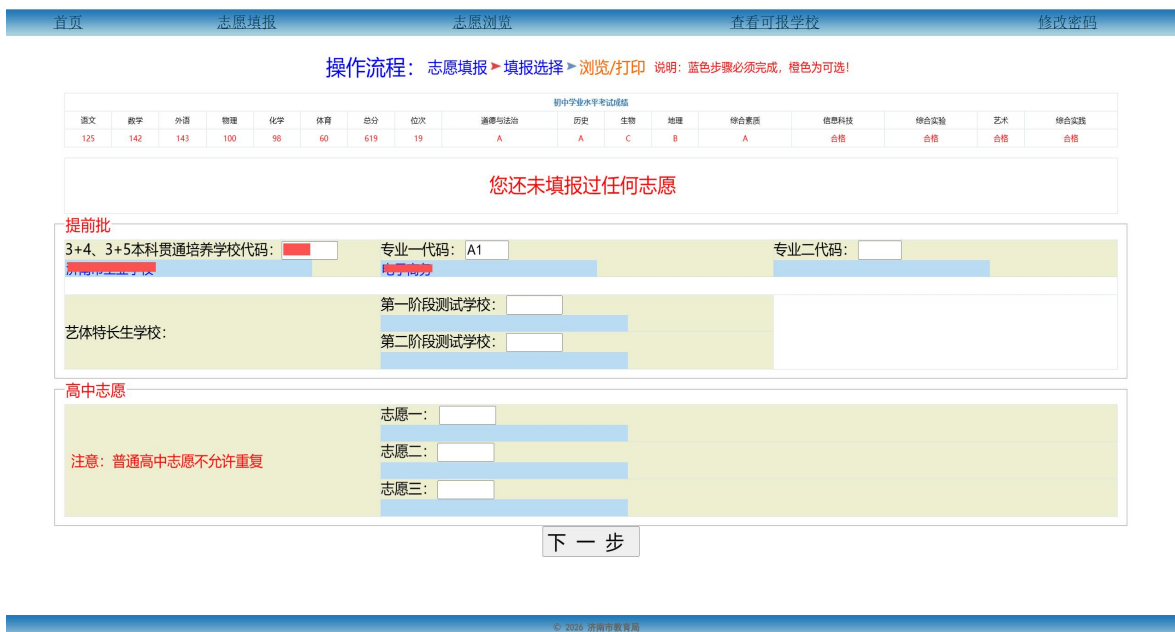 首页 志愿填报 志愿浏览 查看可报学校 修改密码
操作流程：志愿填报➤填报选择➤浏览/打印 说明：蓝色步骤必须完成，橙色为可选！
初中学业水平考试成绩
语文 数学 外语 物理 化学 体育 总分 位次 道德与法治 历史 生物 地理 综合素质 信息科技 综合实验 艺术 综合实践
125 142 143 100 98 60 619 19 A A C B A 合格 合格 合格 合格
您还未填报过任何志愿
提前批
3+4、3+5本科贯通培养学校代码： 专业一代码：A1 专业二代码：
艺体特长生学校：
第一阶段测试学校：
第二阶段测试学校：
高中志愿
注意：普通高中志愿不允许重复
志愿一：
志愿二：
志愿三：
下 一 步
© 2026 济南市教育局